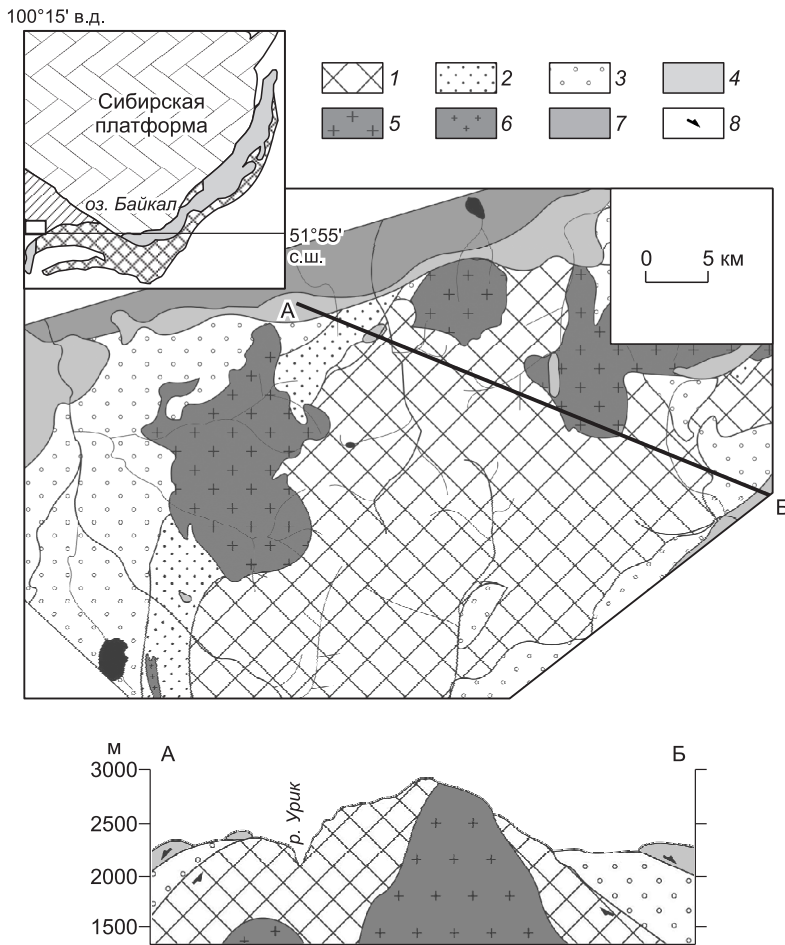 100°15' в.д.
Сибирская
платформа
оз. Байкал
1 2 3 4
5 6 7 8
51°55'
с.ш.
0 5 км
А
Б
м А Б
3000
2500
2000
1500
р. Урик